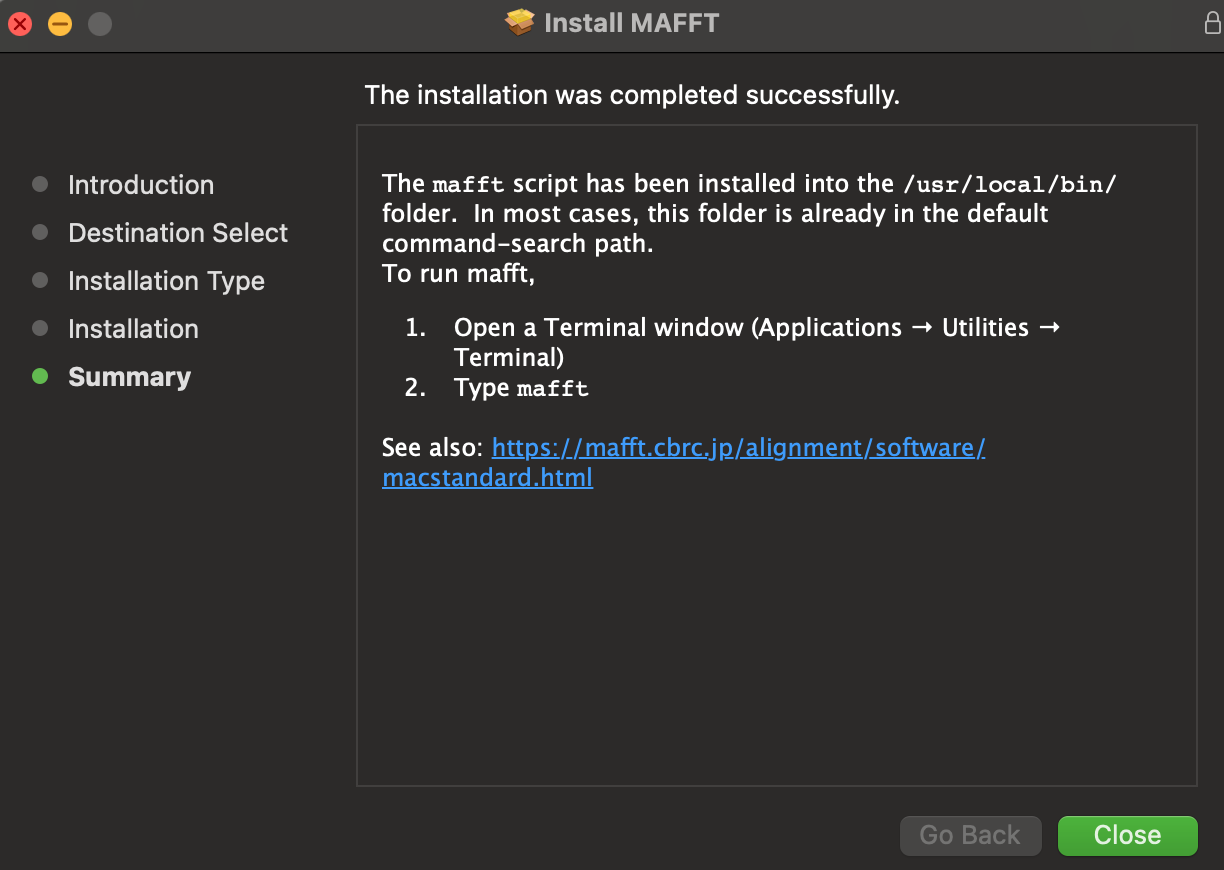 Install MAFFT
The installation was completed successfully.
Introduction
Destination Select
Installation Type
Installation
Summary
The mafft script has been installed into the /usr/local/bin/
folder.  In most cases, this folder is already in the default
command-search path.
To run mafft,
1. Open a Terminal window (Applications → Utilities →
Terminal)
2. Type mafft
See also: https://mafft.cbrc.jp/alignment/software/
macstandard.html
Go Back
Close